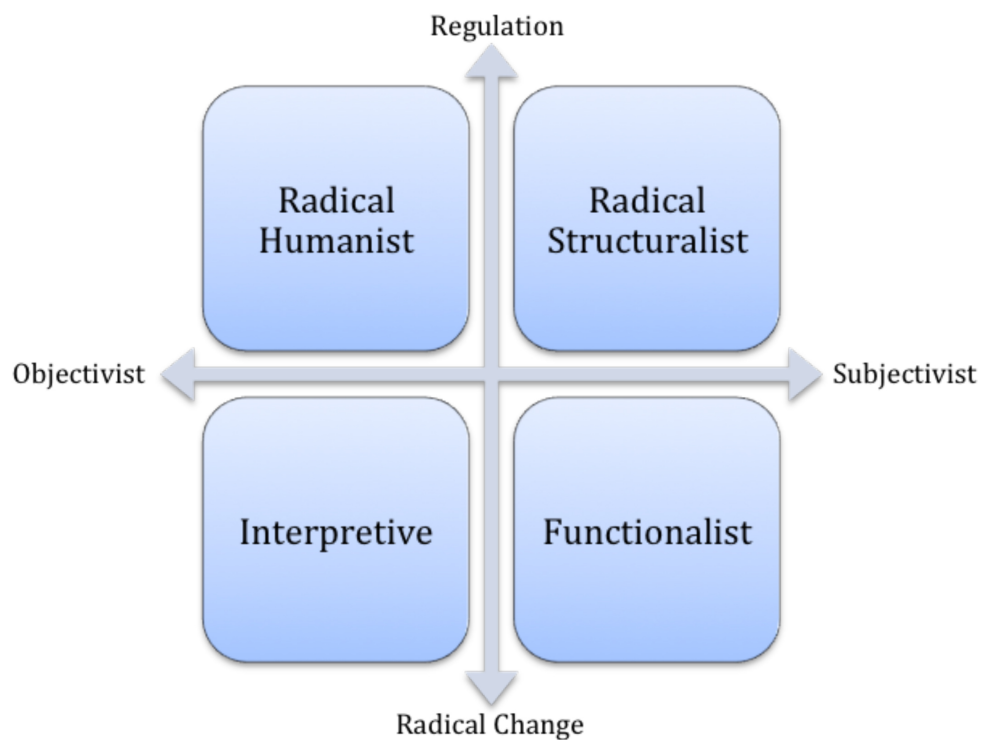 Regulation
Radical
Humanist
Radical
Structuralist
Objectivist
Subjectivist
Interpretive
Functionalist
Radical Change